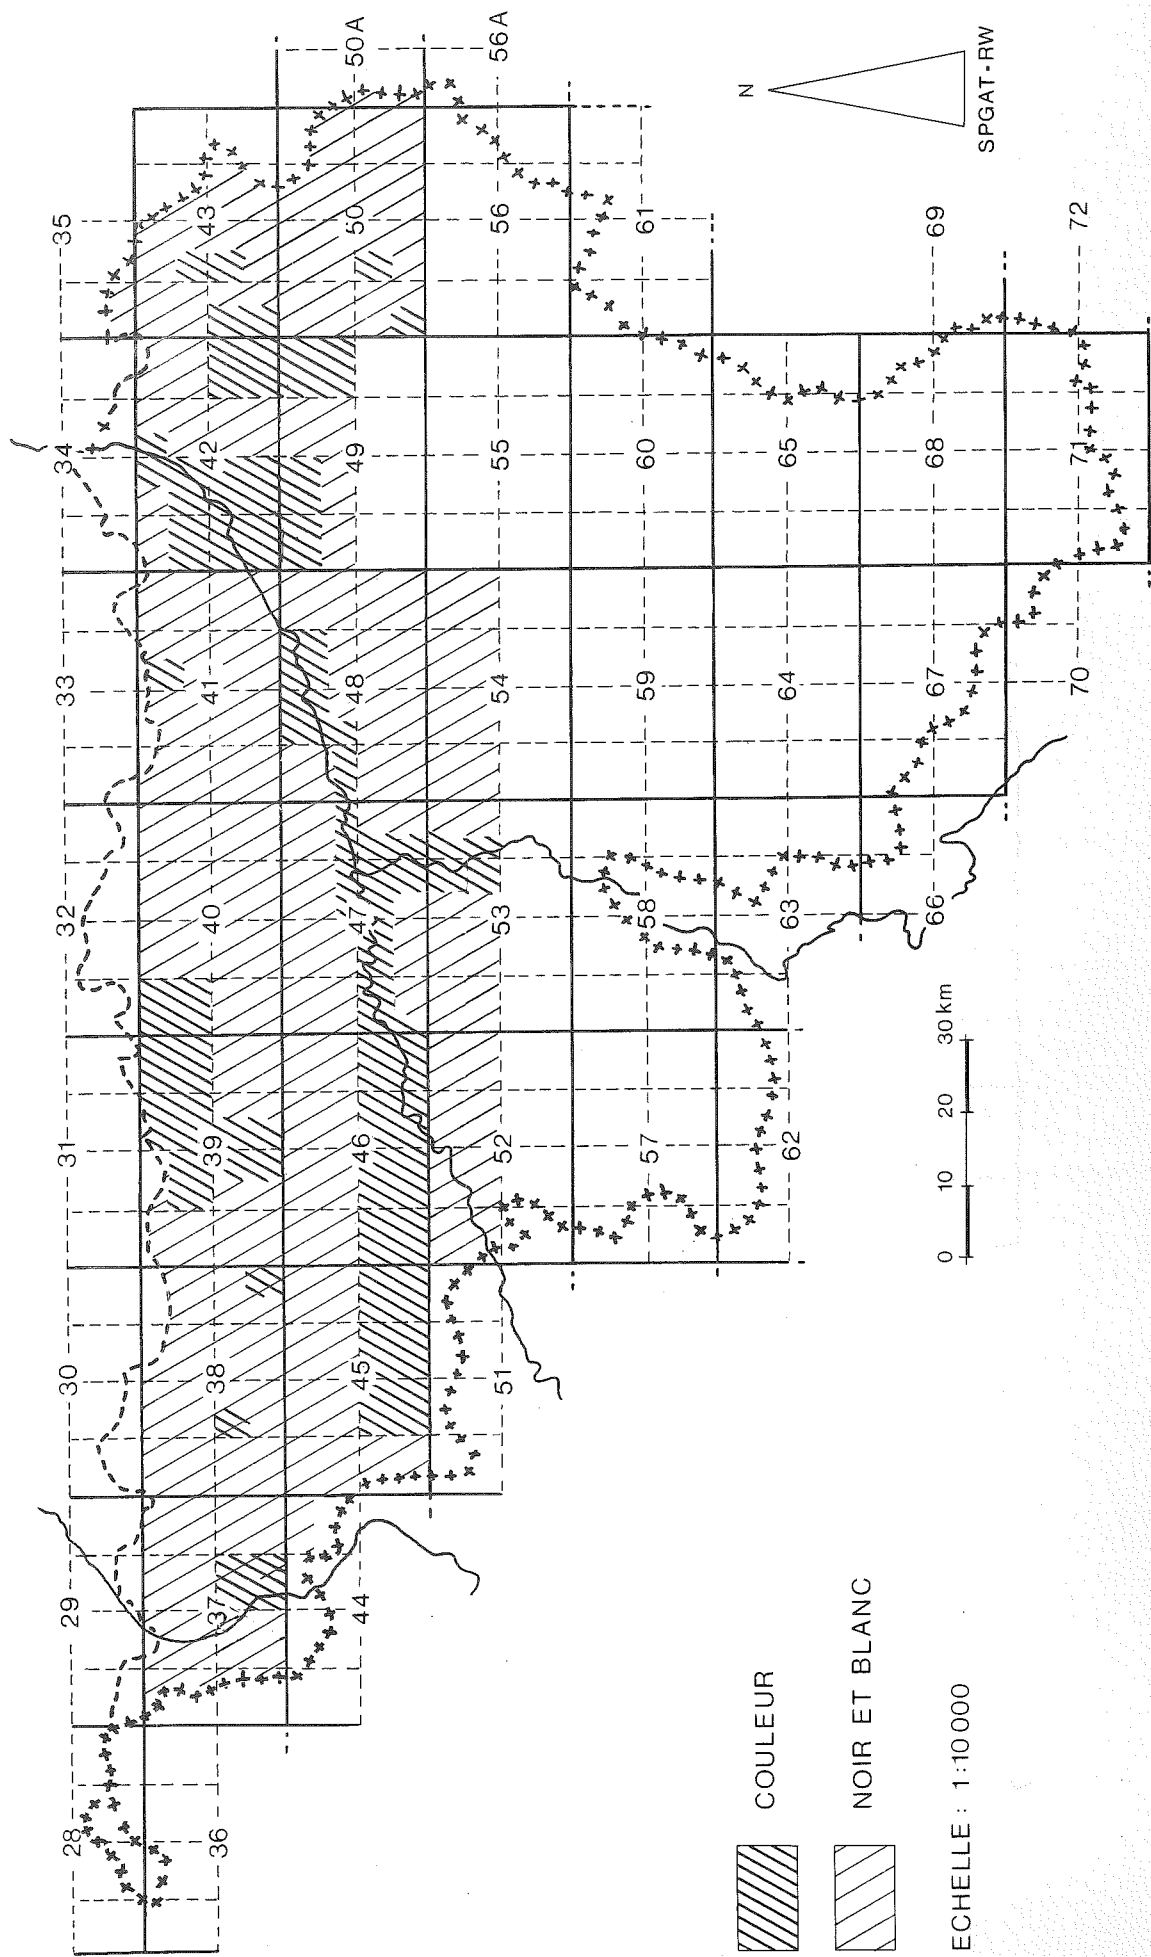 28 29 30 31 32 33 34 35
36 37 38 39 40 41 42 43
44 45 46 47 48 49 50 50A
51 52 53 54 55 56 56A
57 58 59 60 61
62 63 64 65
66 67 68 69
70 71 72
COULEUR
NOIR ET BLANC
ECHELLE : 1:10000
0 10 20 30 km
N
SPGAT-RW